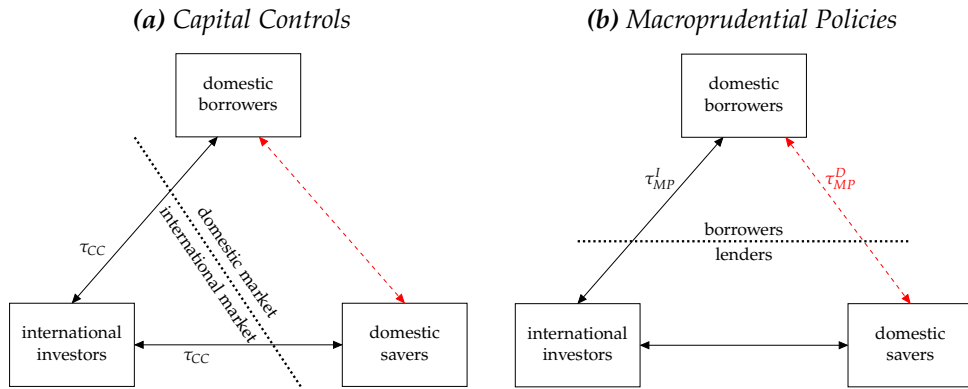 (a) Capital Controls
domestic
borrowers
τCC
domestic market
international market
international
investors
τCC
domestic
savers
(b) Macroprudential Policies
domestic
borrowers
τ^I_MP
τ^D_MP
borrowers
lenders
international
investors
domestic
savers